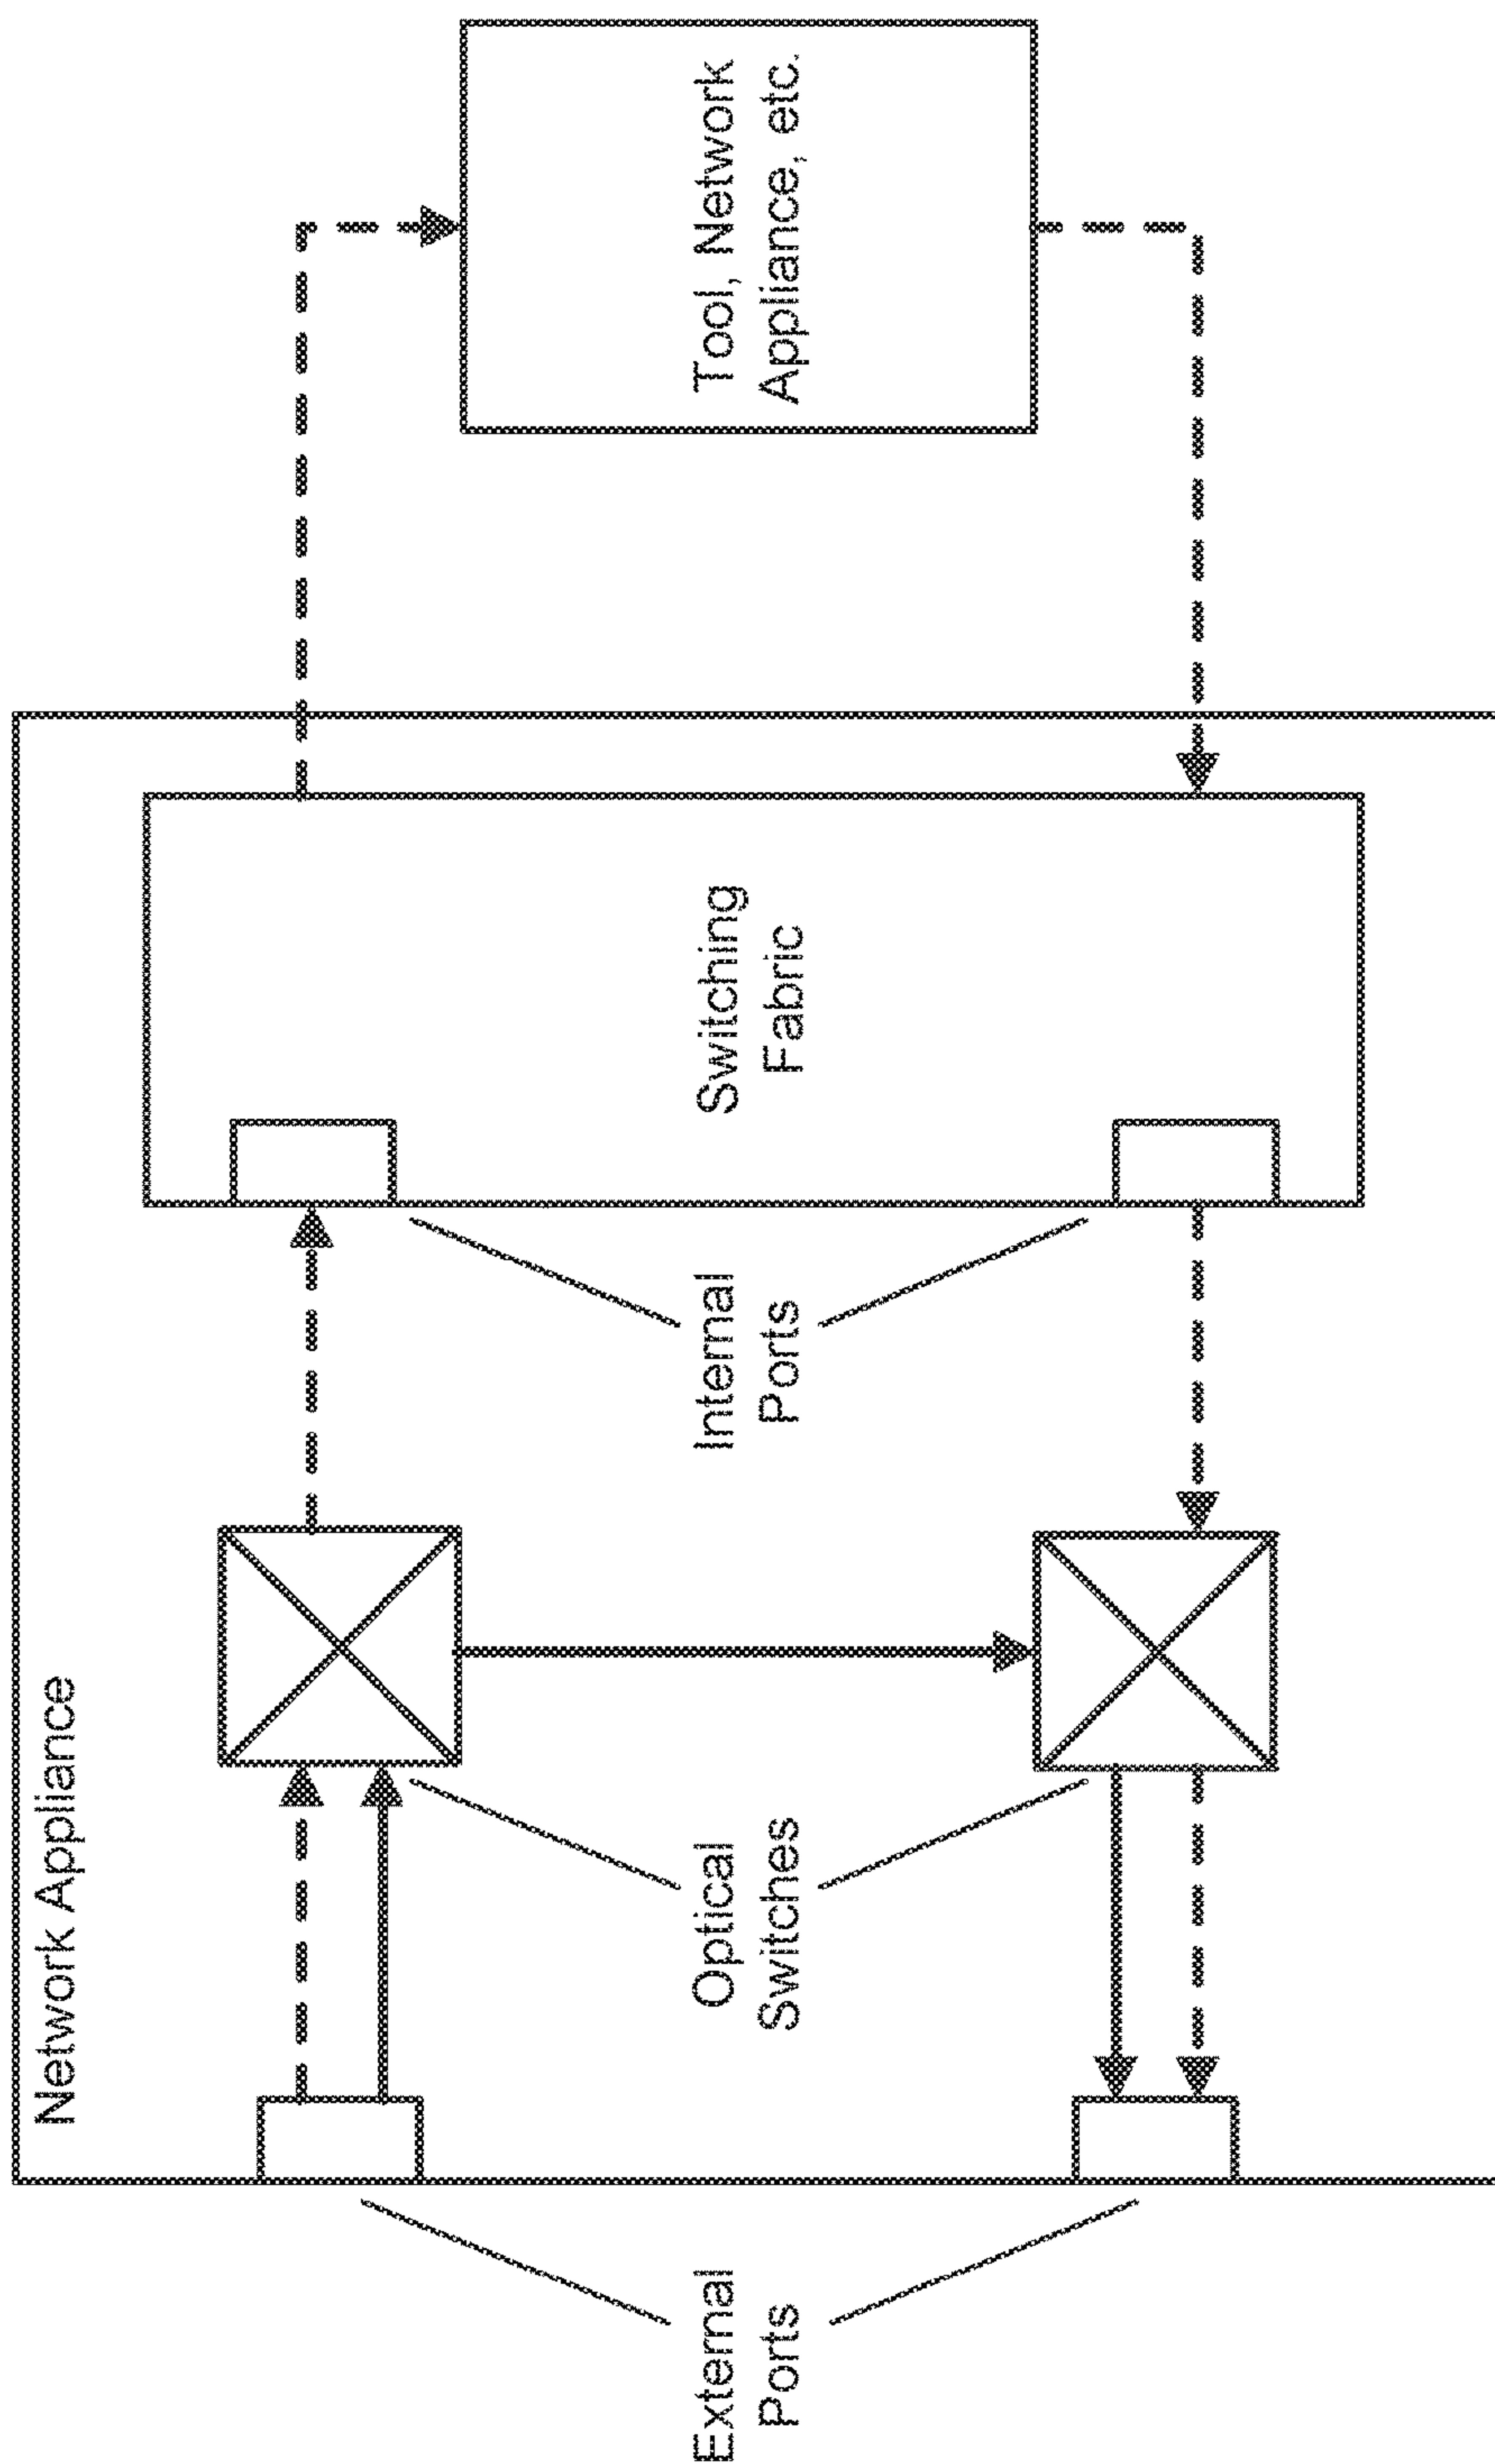 Network Appliance
External
Ports
Optical
Switches
Internal
Ports
Switching
Fabric
Tool, Network
Appliance, etc.